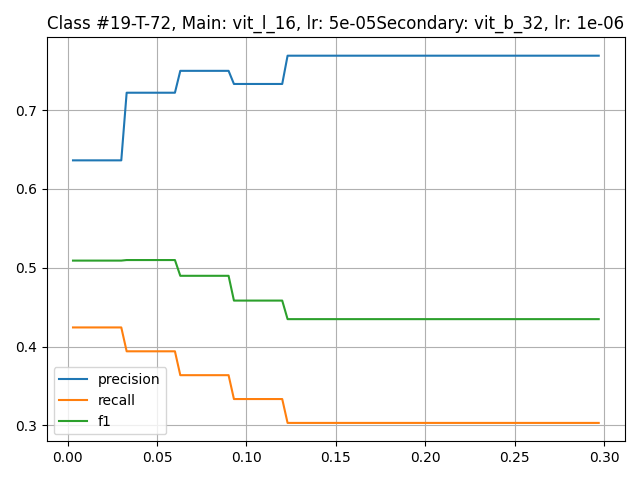 Class #19-T-72, Main: vit_l_16, lr: 5e-05Secondary: vit_b_32, lr: 1e-06
0.7
0.6
0.5
0.4
0.3
precision
recall
f1
0.00 0.05 0.10 0.15 0.20 0.25 0.30